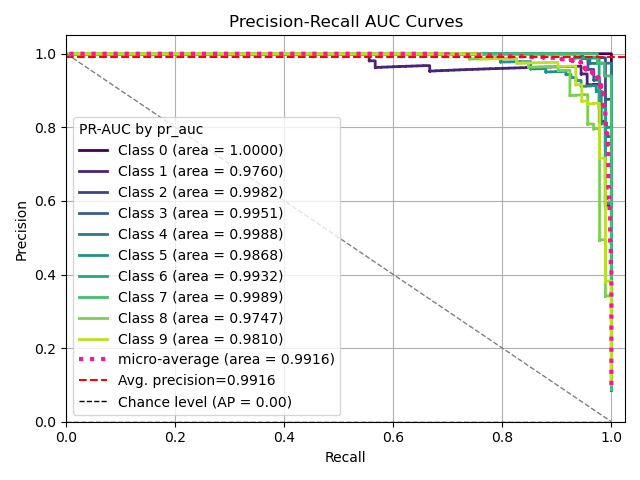 Precision-Recall AUC Curves
Precision
1.0
0.8
0.6
0.4
0.2
0.0
PR-AUC by pr_auc
Class 0 (area = 1.0000)
Class 1 (area = 0.9760)
Class 2 (area = 0.9982)
Class 3 (area = 0.9951)
Class 4 (area = 0.9988)
Class 5 (area = 0.9868)
Class 6 (area = 0.9932)
Class 7 (area = 0.9989)
Class 8 (area = 0.9747)
Class 9 (area = 0.9810)
micro-average (area = 0.9916)
Avg. precision=0.9916
Chance level (AP = 0.00)
0.0 0.2 0.4 0.6 0.8 1.0
Recall